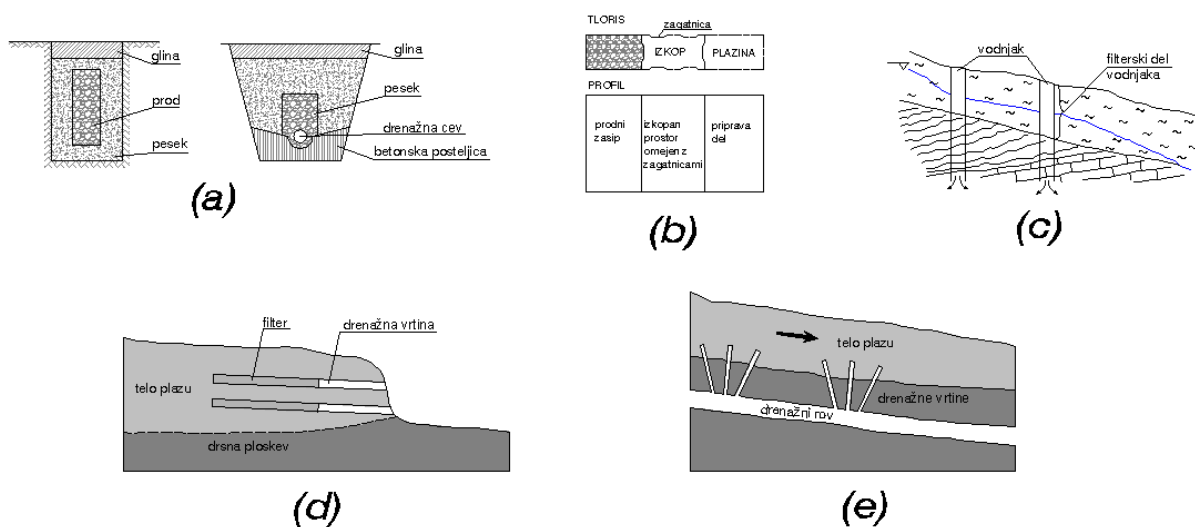 glina
prod
pesek
glina
pesek
drenažna cev
betonska posteljica
(a)
TLORIS
zagatnica
IZKOP
PLAZINA
PROFIL
prodni
zasip
izkopan
prostor
omejen z
zagatnicami
priprava
del
(b)
vodnjak
filterski del
vodnjaka
(c)
filter
drenažna vrtina
telo plazu
drsna ploskev
(d)
telo plazu
drenažne vrtine
drenažni rov
(e)